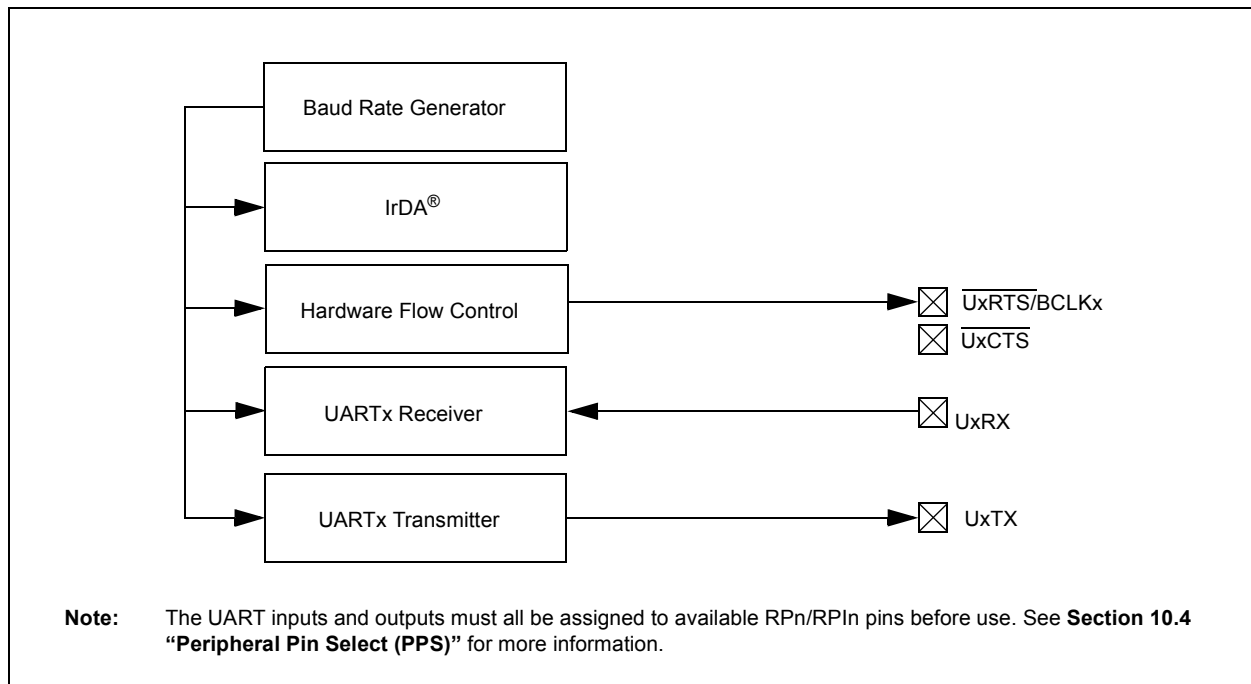 Baud Rate Generator
IrDA®
Hardware Flow Control
UxRTS/BCLKx
UxCTS
UARTx Receiver
UxRX
UARTx Transmitter
UxTX
Note: The UART inputs and outputs must all be assigned to available RPn/RPIn pins before use. See Section 10.4
“Peripheral Pin Select (PPS)” for more information.